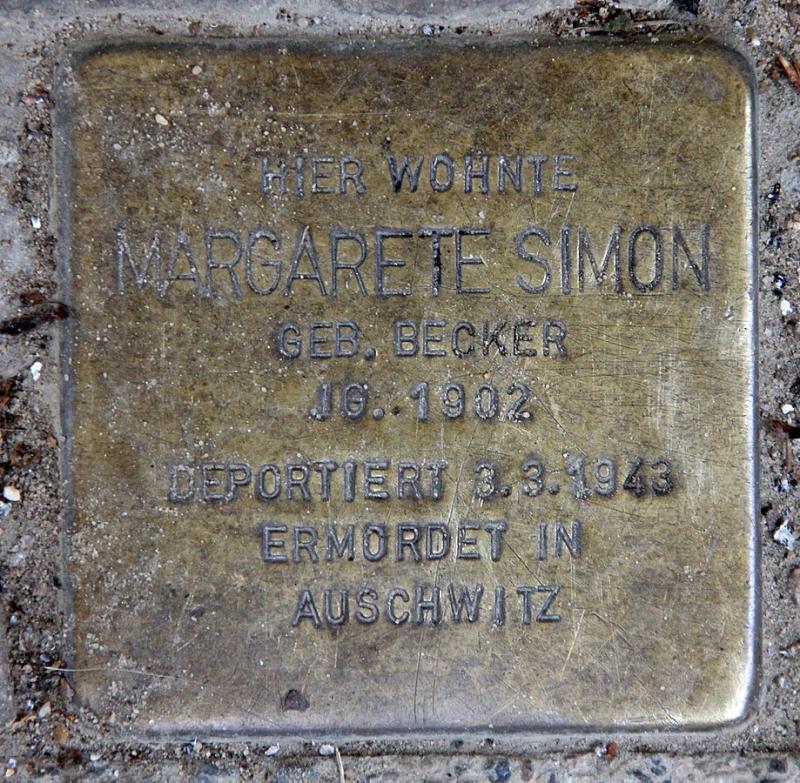 HIER WOHNTE
MARGARETE SIMON
GEB. BECKER
JG. 1902
DEPORTIERT 3.3.1943
ERMORDET IN
AUSCHWITZ